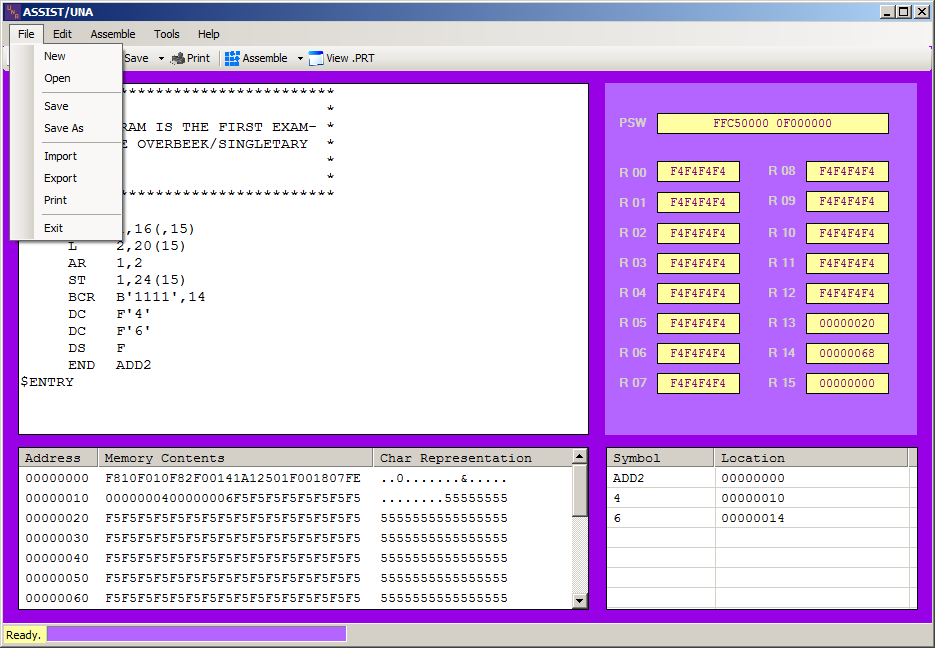 ASSIST/UNA
File Edit Assemble Tools Help
New
Open
Save
Save As
Import
Export
Print
Exit
Save Print Assemble View .PRT
************************
*
RAM IS THE FIRST EXAM- *
E OVERBEEK/SINGLETARY *
*
*
************************
,16(,15)
L 2,20(15)
AR 1,2
ST 1,24(15)
BCR B'1111',14
DC F'4'
DC F'6'
DS F
END ADD2
$ENTRY
PSW FFC50000 0F000000
R 00 F4F4F4F4 R 08 F4F4F4F4
R 01 F4F4F4F4 R 09 F4F4F4F4
R 02 F4F4F4F4 R 10 F4F4F4F4
R 03 F4F4F4F4 R 11 F4F4F4F4
R 04 F4F4F4F4 R 12 F4F4F4F4
R 05 F4F4F4F4 R 13 00000020
R 06 F4F4F4F4 R 14 00000068
R 07 F4F4F4F4 R 15 00000000
Address Memory Contents Char Representation
00000000 F810F010F82F00141A12501F001807FE ..0.......&.....
00000010 0000000400000006F5F5F5F5F5F5F5F5 ........55555555
00000020 F5F5F5F5F5F5F5F5F5F5F5F5F5F5F5F5 5555555555555555
00000030 F5F5F5F5F5F5F5F5F5F5F5F5F5F5F5F5 5555555555555555
00000040 F5F5F5F5F5F5F5F5F5F5F5F5F5F5F5F5 5555555555555555
00000050 F5F5F5F5F5F5F5F5F5F5F5F5F5F5F5F5 5555555555555555
00000060 F5F5F5F5F5F5F5F5F5F5F5F5F5F5F5F5 5555555555555555
Symbol Location
ADD2 00000000
4 00000010
6 00000014
Ready.